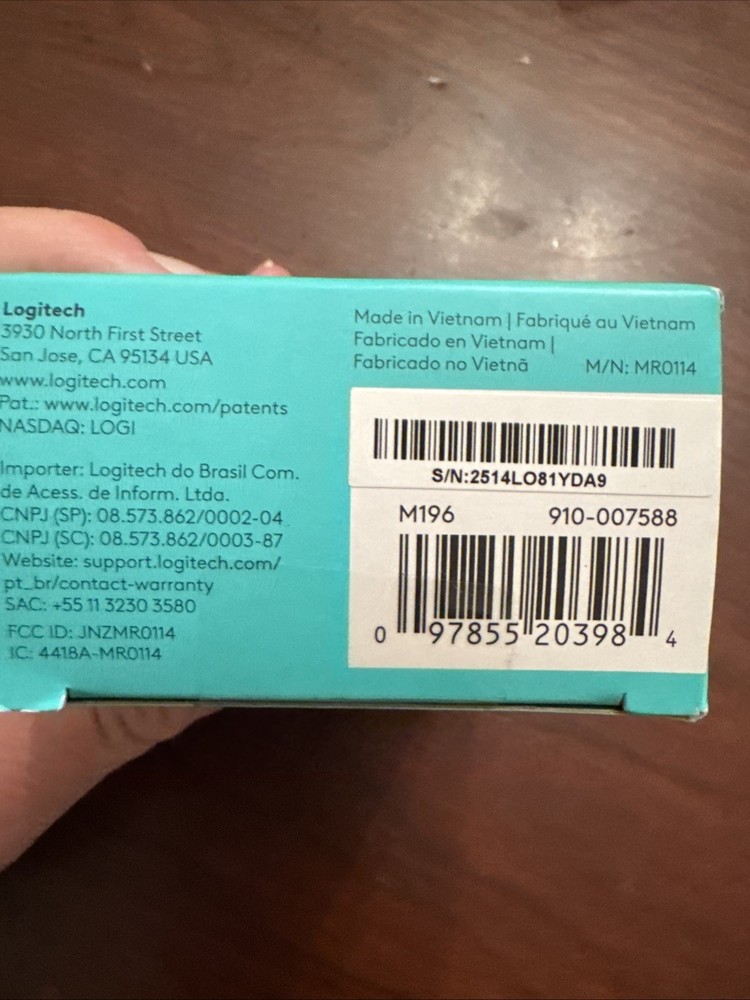 Logitech
3930 North First Street
San Jose, CA 95134 USA
www.logitech.com
Pat.: www.logitech.com/patents
NASDAQ: LOGI
Importer: Logitech do Brasil Com.
de Acess. de Inform. Ltda.
CNPJ (SP): 08.573.862/0002-04
CNPJ (SC): 08.573.862/0003-87
Website: support.logitech.com/
pt_br/contact-warranty
SAC: +55 11 3230 3580
FCC ID: JNZMR0114
IC: 4418A-MR0114
Made in Vietnam | Fabriqué au Vietnam
Fabricado en Vietnam |
Fabricado no Vietnã M/N: MR0114
S/N:2514LO81YDA9
M196 910-007588
0 97855 20398 4